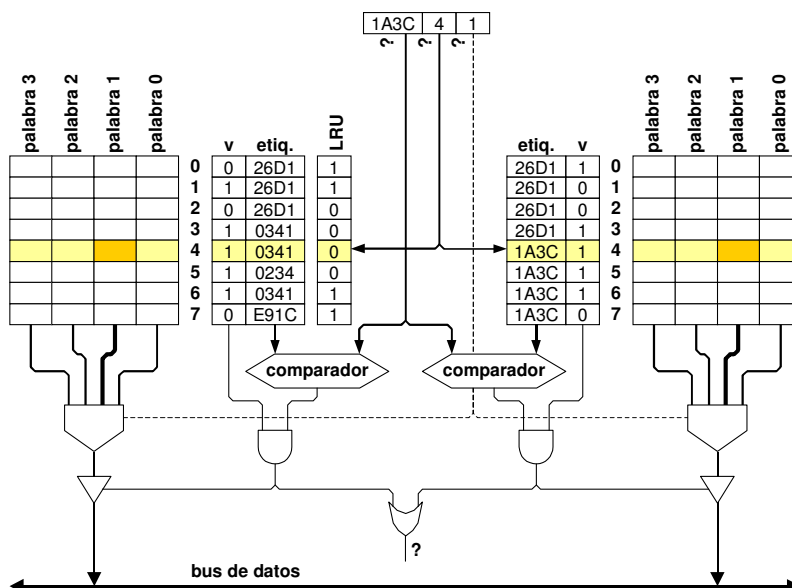 1A3C 4 1
? ? ?
palabra 3 palabra 2 palabra 1 palabra 0
v etiq. LRU
etiq. v
palabra 3 palabra 2 palabra 1 palabra 0
0 0 26D1 1 26D1 1 0
1 1 26D1 1 26D1 0 1
2 0 26D1 0 26D1 0 2
3 1 0341 0 26D1 1 3
4 1 0341 0 1A3C 1 4
5 1 0234 0 1A3C 1 5
6 1 0341 1 1A3C 1 6
7 0 E91C 1 1A3C 0 7
comparador comparador
?
bus de datos